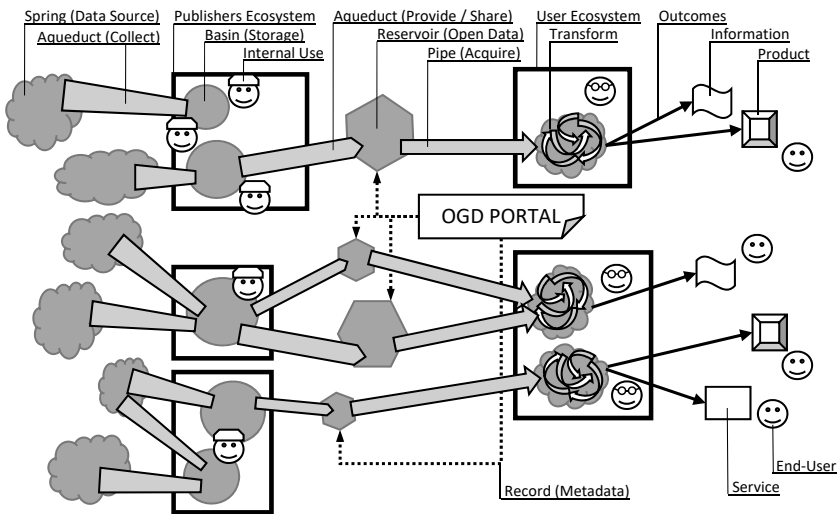 Spring (Data Source)
Publishers Ecosystem
Aqueduct (Provide / Share)
User Ecosystem
Outcomes
Aqueduct (Collect)
Basin (Storage)
Reservoir (Open Data)
Transform
Information
Internal Use
Pipe (Acquire)
Product
OGD PORTAL
End-User
Record (Metadata)
Service